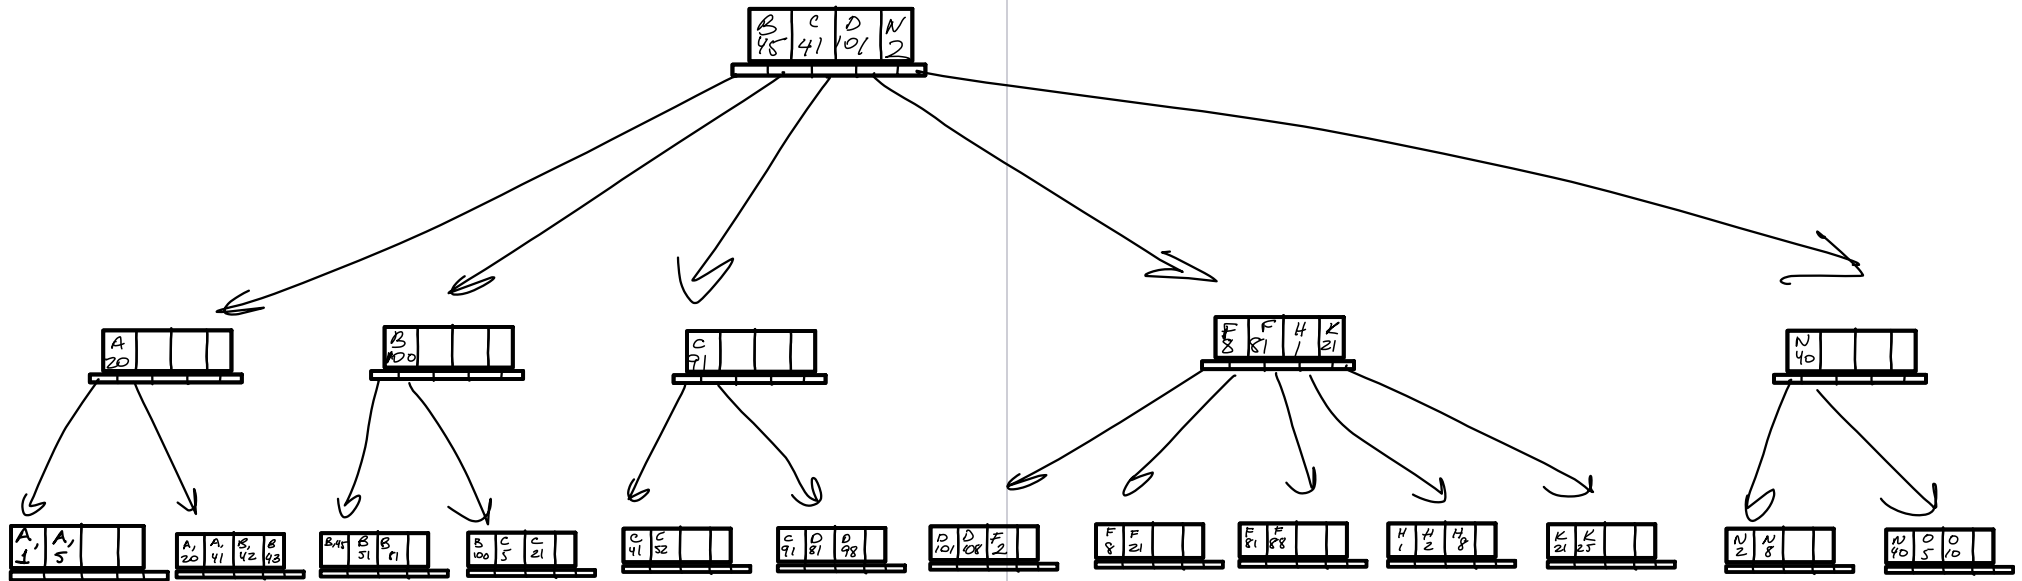 B C D N
45 41 101 2
A
20
B
100
C
91
F F H K
8 81 1 21
N
40
A, A,
1 5
A, A, B, B
20 41 42 43
B,45 B B
51 81
B C C
100 5 21
C C
41 52
C D D
91 81 98
D D F
101 108 2
F F
8 21
F F
81 88
H H H
1 2 8
K K
21 25
N N
2 8
N O O
40 5 10